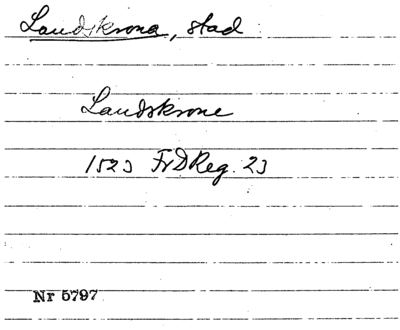 Landskrona, stad
Landskrone
1523 FrDReg. 23
Nr 5797